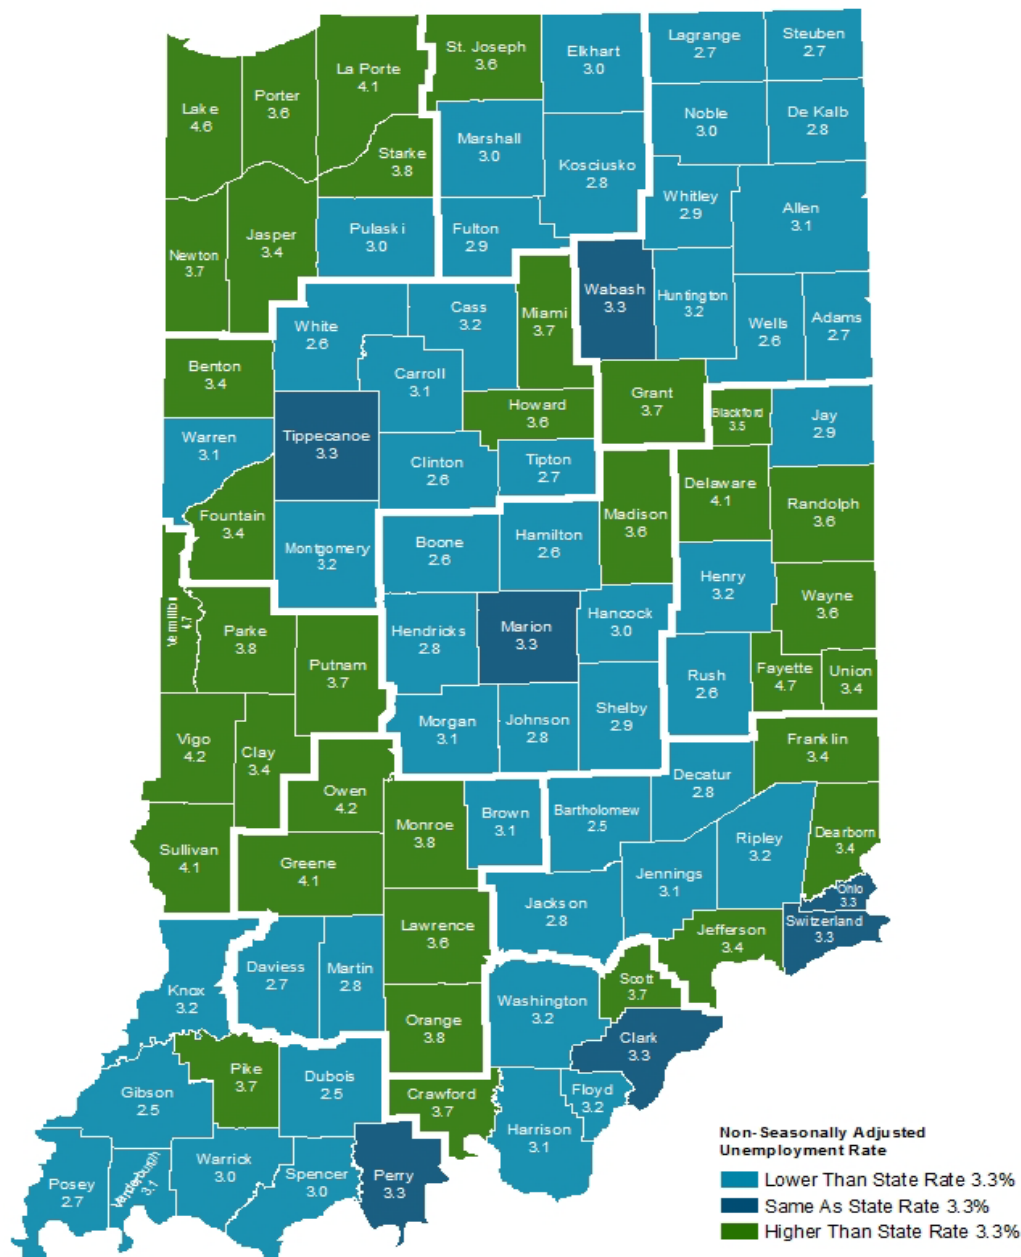 Lagrange
2.7
Steuben
2.7
St. Joseph
3.6
Elkhart
3.0
La Porte
4.1
Lake
4.6
Porter
3.6
Noble
3.0
De Kalb
2.8
Starke
3.8
Marshall
3.0
Kosciusko
2.8
Whitley
2.9
Allen
3.1
Newton
3.7
Jasper
3.4
Pulaski
3.0
Fulton
2.9
Wabash
3.3
Huntington
3.2
Wells
2.6
Adams
2.7
White
2.6
Cass
3.2
Miami
3.7
Benton
3.4
Carroll
3.1
Howard
3.6
Grant
3.7
Blackford
3.5
Jay
2.9
Warren
3.1
Tippecanoe
3.3
Clinton
2.6
Tipton
2.7
Fountain
3.4
Montgomery
3.2
Boone
2.6
Hamilton
2.6
Madison
3.6
Delaware
4.1
Randolph
3.6
Henry
3.2
Wayne
3.6
Vermillion
4.7
Parke
3.8
Putnam
3.7
Hendricks
2.8
Marion
3.3
Hancock
3.0
Rush
2.6
Fayette
4.7
Union
3.4
Vigo
4.2
Clay
3.4
Morgan
3.1
Johnson
2.8
Shelby
2.9
Franklin
3.4
Owen
4.2
Monroe
3.8
Brown
3.1
Bartholomew
2.5
Decatur
2.8
Ripley
3.2
Dearborn
3.4
Sullivan
4.1
Greene
4.1
Jennings
3.1
Ohio
3.3
Lawrence
3.6
Jackson
2.8
Jefferson
3.4
Switzerland
3.3
Knox
3.2
Daviess
2.7
Martin
2.8
Orange
3.8
Washington
3.2
Scott
3.7
Clark
3.3
Gibson
2.5
Pike
3.7
Dubois
2.5
Crawford
3.7
Floyd
3.2
Harrison
3.1
Posey
2.7
Vanderburgh
3.1
Warrick
3.0
Spencer
3.0
Perry
3.3
Non-Seasonally Adjusted
Unemployment Rate
Lower Than State Rate 3.3%
Same As State Rate 3.3%
Higher Than State Rate 3.3%